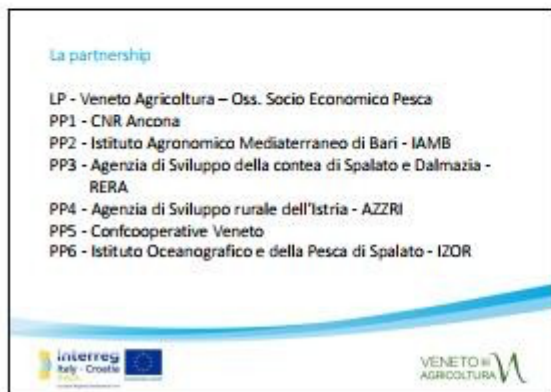 La partnership
LP - Veneto Agricoltura – Oss. Socio Economico Pesca
PP1 - CNR Ancona
PP2 - Istituto Agronomico Mediaterraneo di Bari - IAMB
PP3 - Agenzia di Sviluppo della contea di Spalato e Dalmazia -
RERA
PP4 - Agenzia di Sviluppo rurale dell'Istria - AZZRI
PP5 - Confcooperative Veneto
PP6 - Istituto Oceanografico e della Pesca di Spalato - IZOR
interreg
Italy - Croatia
VENETO
AGRICOLTURA